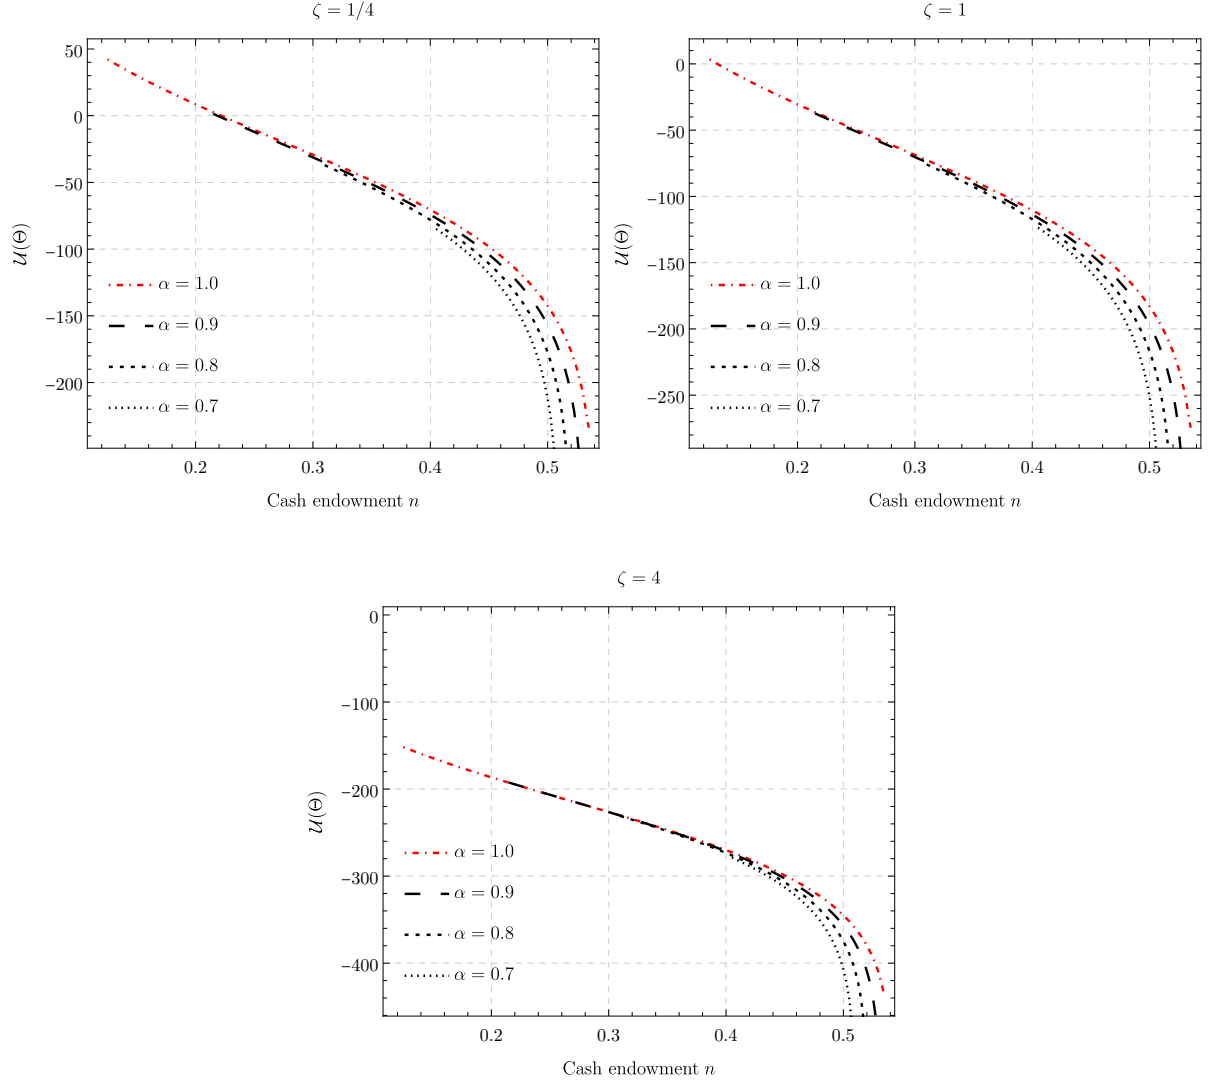 ζ = 1/4
50
0
−50
−100
−150
−200
𝒰(Θ)
α = 1.0
α = 0.9
α = 0.8
α = 0.7
0.2 0.3 0.4 0.5
Cash endowment n
ζ = 1
0
−50
−100
−150
−200
−250
𝒰(Θ)
α = 1.0
α = 0.9
α = 0.8
α = 0.7
0.2 0.3 0.4 0.5
Cash endowment n
ζ = 4
0
−100
−200
−300
−400
𝒰(Θ)
α = 1.0
α = 0.9
α = 0.8
α = 0.7
0.2 0.3 0.4 0.5
Cash endowment n